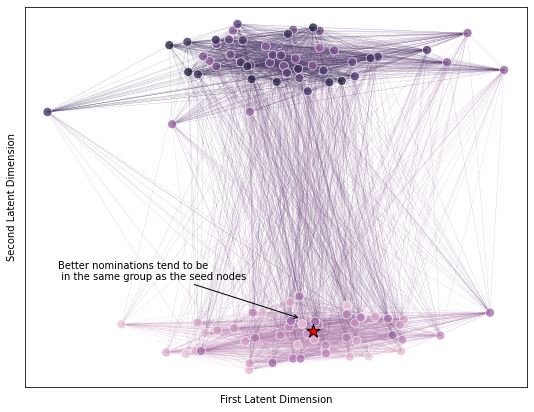 Second Latent Dimension
Better nominations tend to be
in the same group as the seed nodes
First Latent Dimension